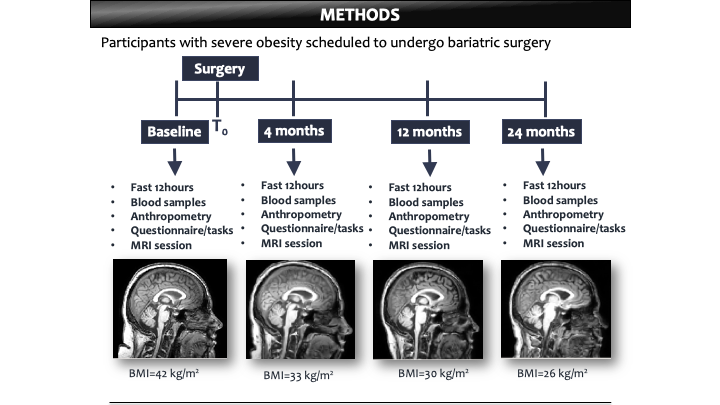 METHODS
Participants with severe obesity scheduled to undergo bariatric surgery
Surgery
Baseline
T₀
4 months
12 months
24 months
• Fast 12hours
• Blood samples
• Anthropometry
• Questionnaire/tasks
• MRI session
• Fast 12hours
• Blood samples
• Anthropometry
• Questionnaire/tasks
• MRI session
• Fast 12hours
• Blood samples
• Anthropometry
• Questionnaire/tasks
• MRI session
• Fast 12hours
• Blood samples
• Anthropometry
• Questionnaire/tasks
• MRI session
BMI=42 kg/m²
BMI=33 kg/m²
BMI=30 kg/m²
BMI=26 kg/m²